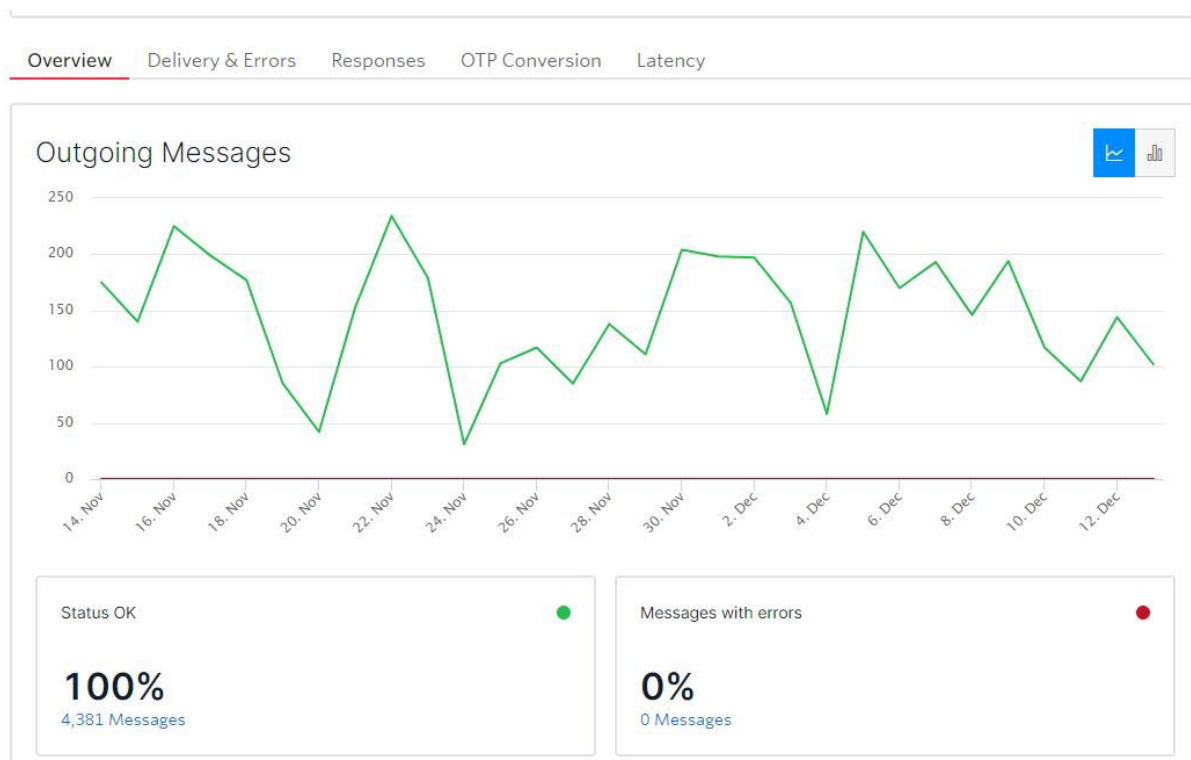 Overview Delivery & Errors Responses OTP Conversion Latency
Outgoing Messages
250
200
150
100
50
0
14. Nov 16. Nov 18. Nov 20. Nov 22. Nov 24. Nov 26. Nov 28. Nov 30. Nov 2. Dec 4. Dec 6. Dec 8. Dec 10. Dec 12. Dec
Status OK
100%
4,381 Messages
Messages with errors
0%
0 Messages